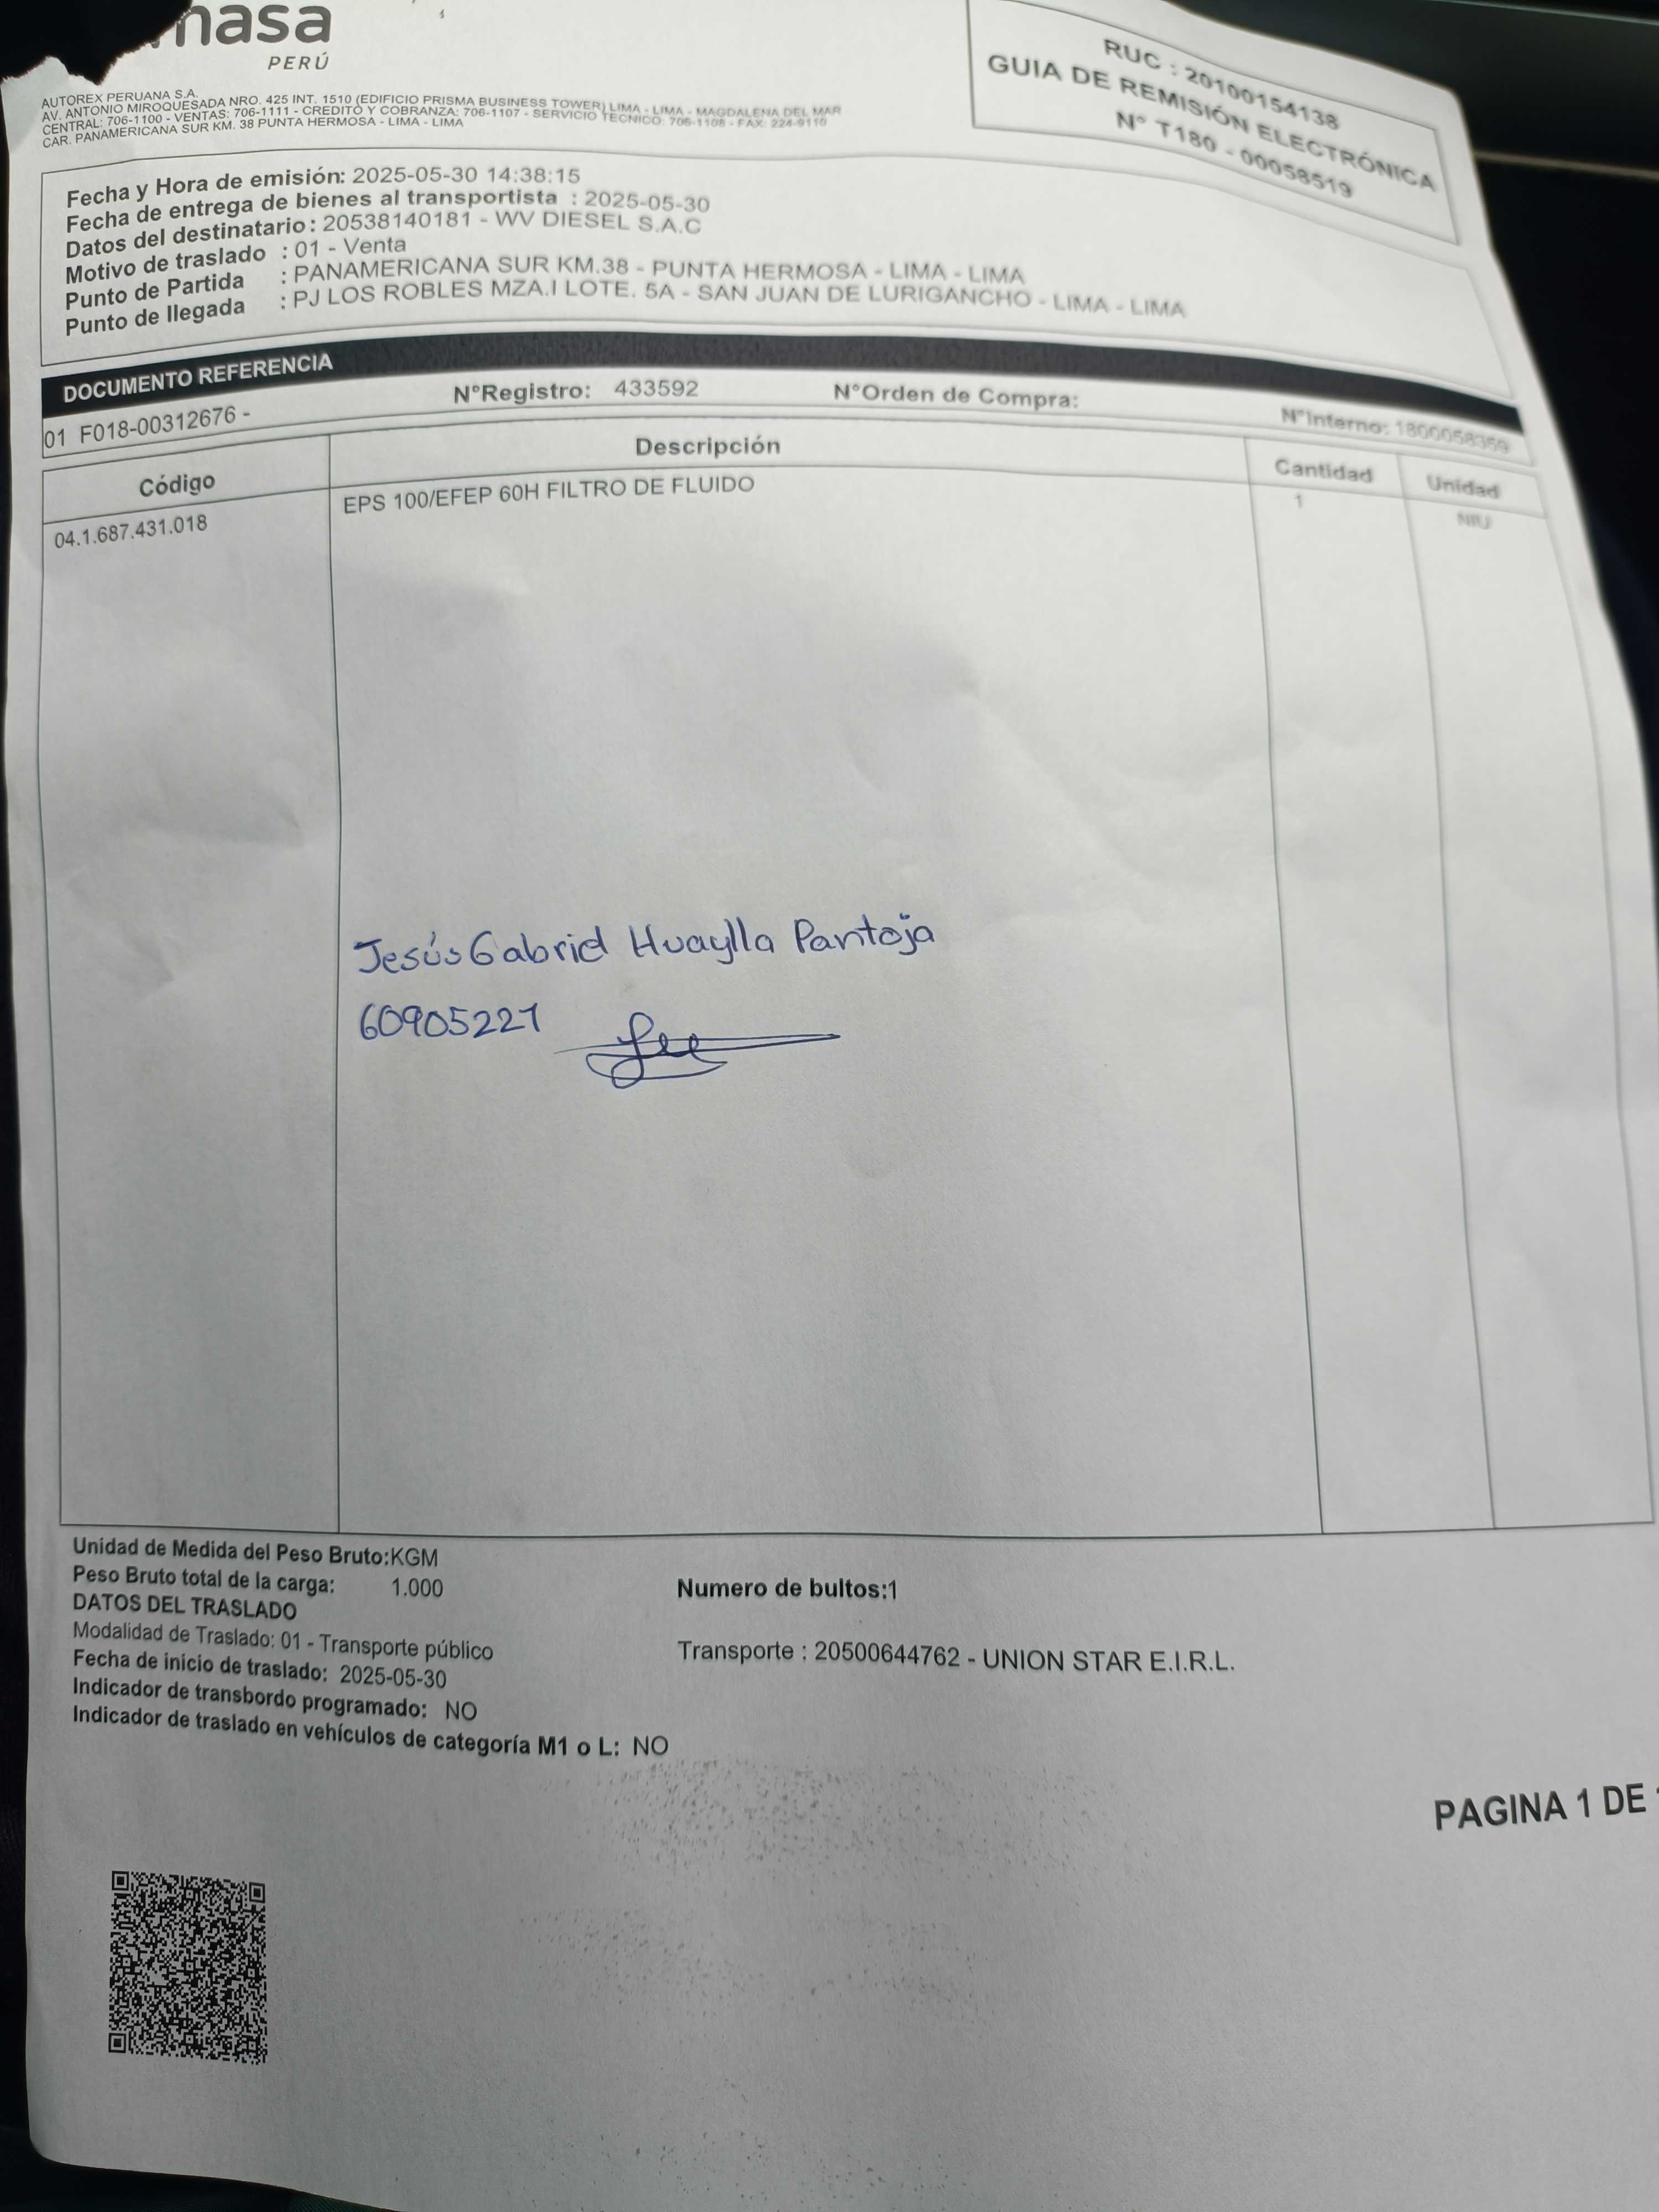 nasa
PERÚ
AUTOREX PERUANA S.A.
AV. ANTONIO MIROQUESADA NRO. 425 INT. 1510 (EDIFICIO PRISMA BUSINESS TOWER) LIMA - LIMA - MAGDALENA DEL MAR
CENTRAL: 706-1100 - VENTAS: 706-1111 - CREDITO Y COBRANZA: 706-1107 - SERVICIO TECNICO: 706-1108 - FAX: 224-9110
CAR. PANAMERICANA SUR KM. 38 PUNTA HERMOSA - LIMA - LIMA
RUC : 20100154138
GUIA DE REMISIÓN ELECTRÓNICA
N° T180 - 00058519
Fecha y Hora de emisión: 2025-05-30 14:38:15
Fecha de entrega de bienes al transportista : 2025-05-30
Datos del destinatario : 20538140181 - WV DIESEL S.A.C
Motivo de traslado : 01 - Venta
Punto de Partida : PANAMERICANA SUR KM.38 - PUNTA HERMOSA - LIMA - LIMA
Punto de llegada : PJ LOS ROBLES MZA.I LOTE. 5A - SAN JUAN DE LURIGANCHO - LIMA - LIMA
DOCUMENTO REFERENCIA
01 F018-00312676 - N°Registro: 433592 N°Orden de Compra: N°Interno: 1800058359
Código Descripción Cantidad Unidad
04.1.687.431.018 EPS 100/EFEP 60H FILTRO DE FLUIDO 1 NIU
Jesús Gabriel Huaylla Pantoja
60905227
Unidad de Medida del Peso Bruto:KGM
Peso Bruto total de la carga: 1.000 Numero de bultos:1
DATOS DEL TRASLADO
Modalidad de Traslado: 01 - Transporte público Transporte : 20500644762 - UNION STAR E.I.R.L.
Fecha de inicio de traslado: 2025-05-30
Indicador de transbordo programado: NO
Indicador de traslado en vehículos de categoría M1 o L: NO
PAGINA 1 DE